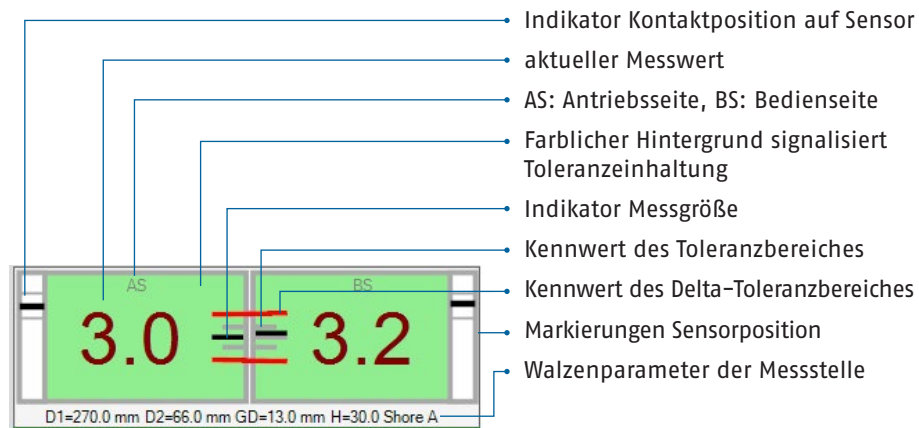 Indikator Kontaktposition auf Sensor
aktueller Messwert
AS: Antriebsseite, BS: Bedienseite
Farblicher Hintergrund signalisiert
Toleranzeinhaltung
Indikator Messgröße
Kennwert des Toleranzbereiches
Kennwert des Delta-Toleranzbereiches
Markierungen Sensorposition
Walzenparameter der Messstelle
AS
BS
3.0
3.2
D1=270.0 mm D2=66.0 mm GD=13.0 mm H=30.0 Shore A